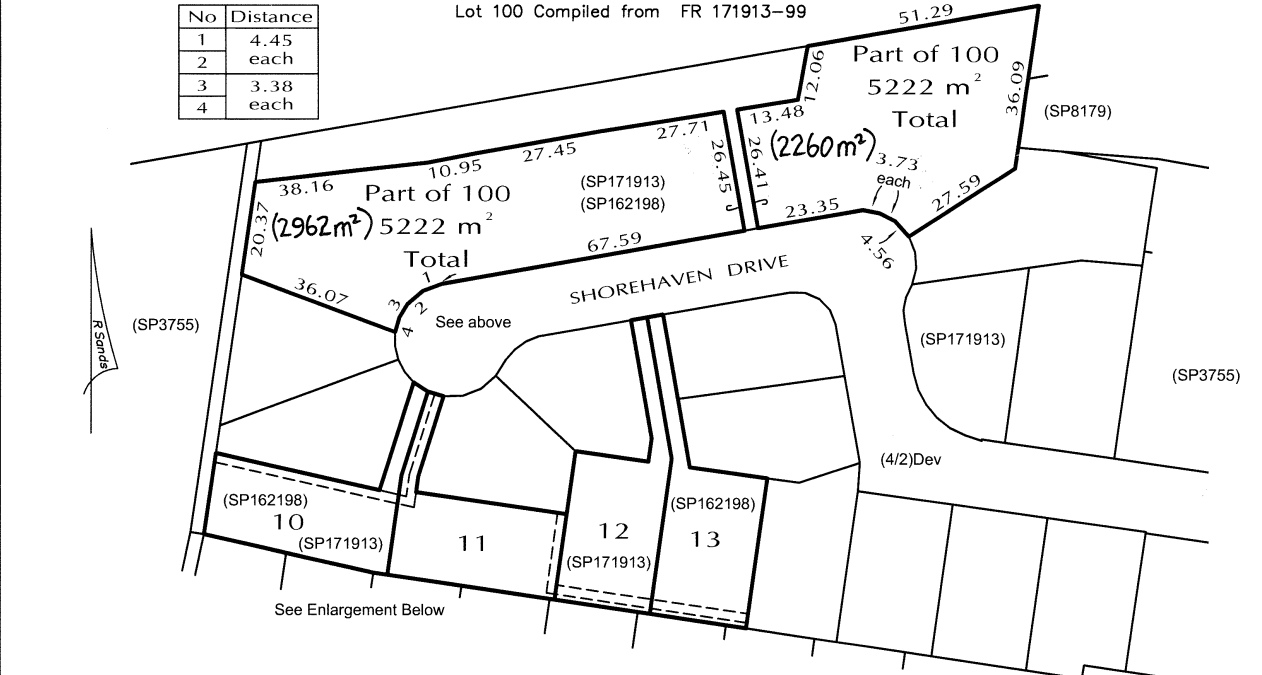 Lot 100 Compiled from FR 171913-99
No Distance
1 4.45
2 each
3 3.38
4 each
51.29
12.06
Part of 100
5222 m²
Total
36.09
(SP8179)
13.48
(2260m²)
26.41
3.73
each
27.59
23.35
4.56
27.71
27.45
10.95
38.16
26.45
(SP171913)
(SP162198)
Part of 100
(2962m²) 5222 m²
Total
20.37
67.59
36.07
1
2
3
4
See above
SHOREHAVEN DRIVE
R Sands
(SP3755)
(SP171913)
(SP3755)
(4/2)Dev
(SP162198)
10
(SP171913)
11
12
(SP171913)
(SP162198)
13
See Enlargement Below